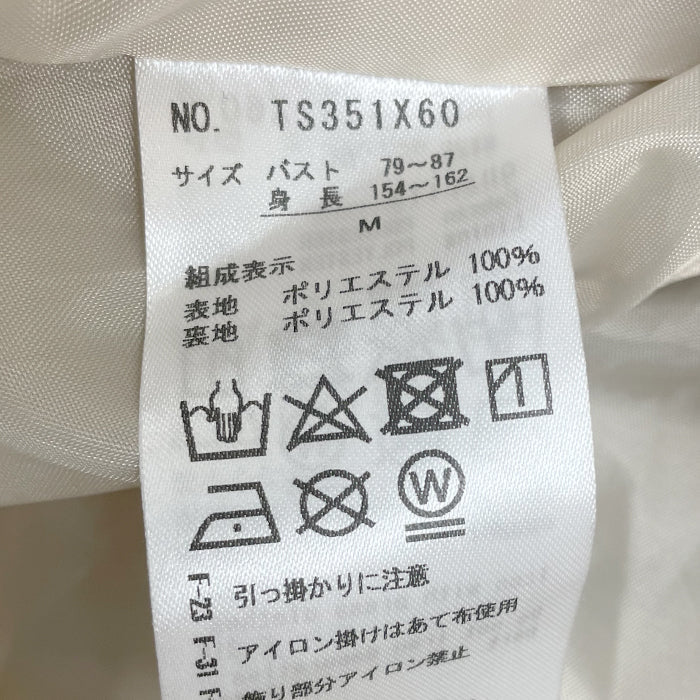 NO. TS351X60
サイズ バスト 79～87
身長 154～162
M
組成表示
表地 ポリエステル 100%
裏地 ポリエステル 100%
W
F-23 F-31 F
引っ掛かりに注意
アイロン掛けはあて布使用
飾り部分アイロン禁止